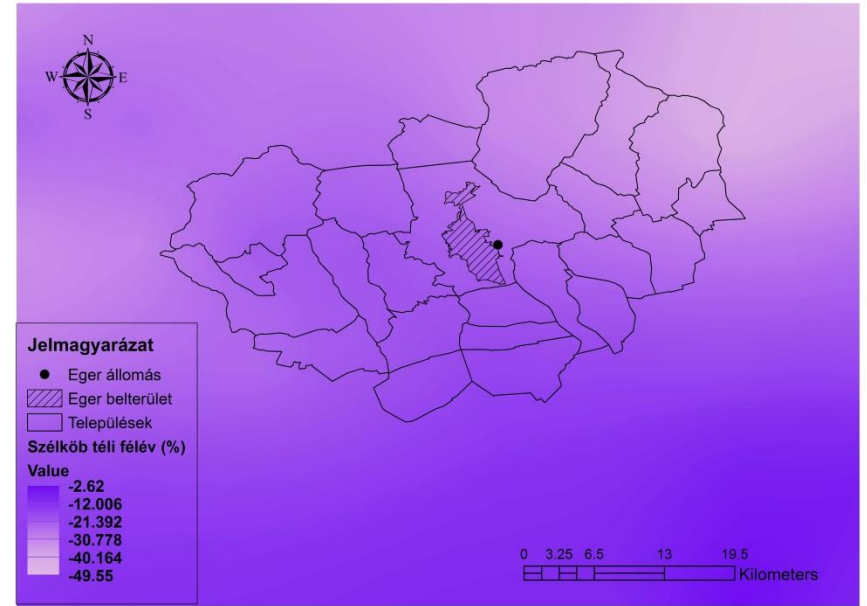 N
W E
S
Jelmagyarázat
Eger állomás
Eger belterület
Települések
Szélköb téli félév (%)
Value
-2.62
-12.006
-21.392
-30.778
-40.164
-49.55
0 3.25 6.5 13 19.5
Kilometers